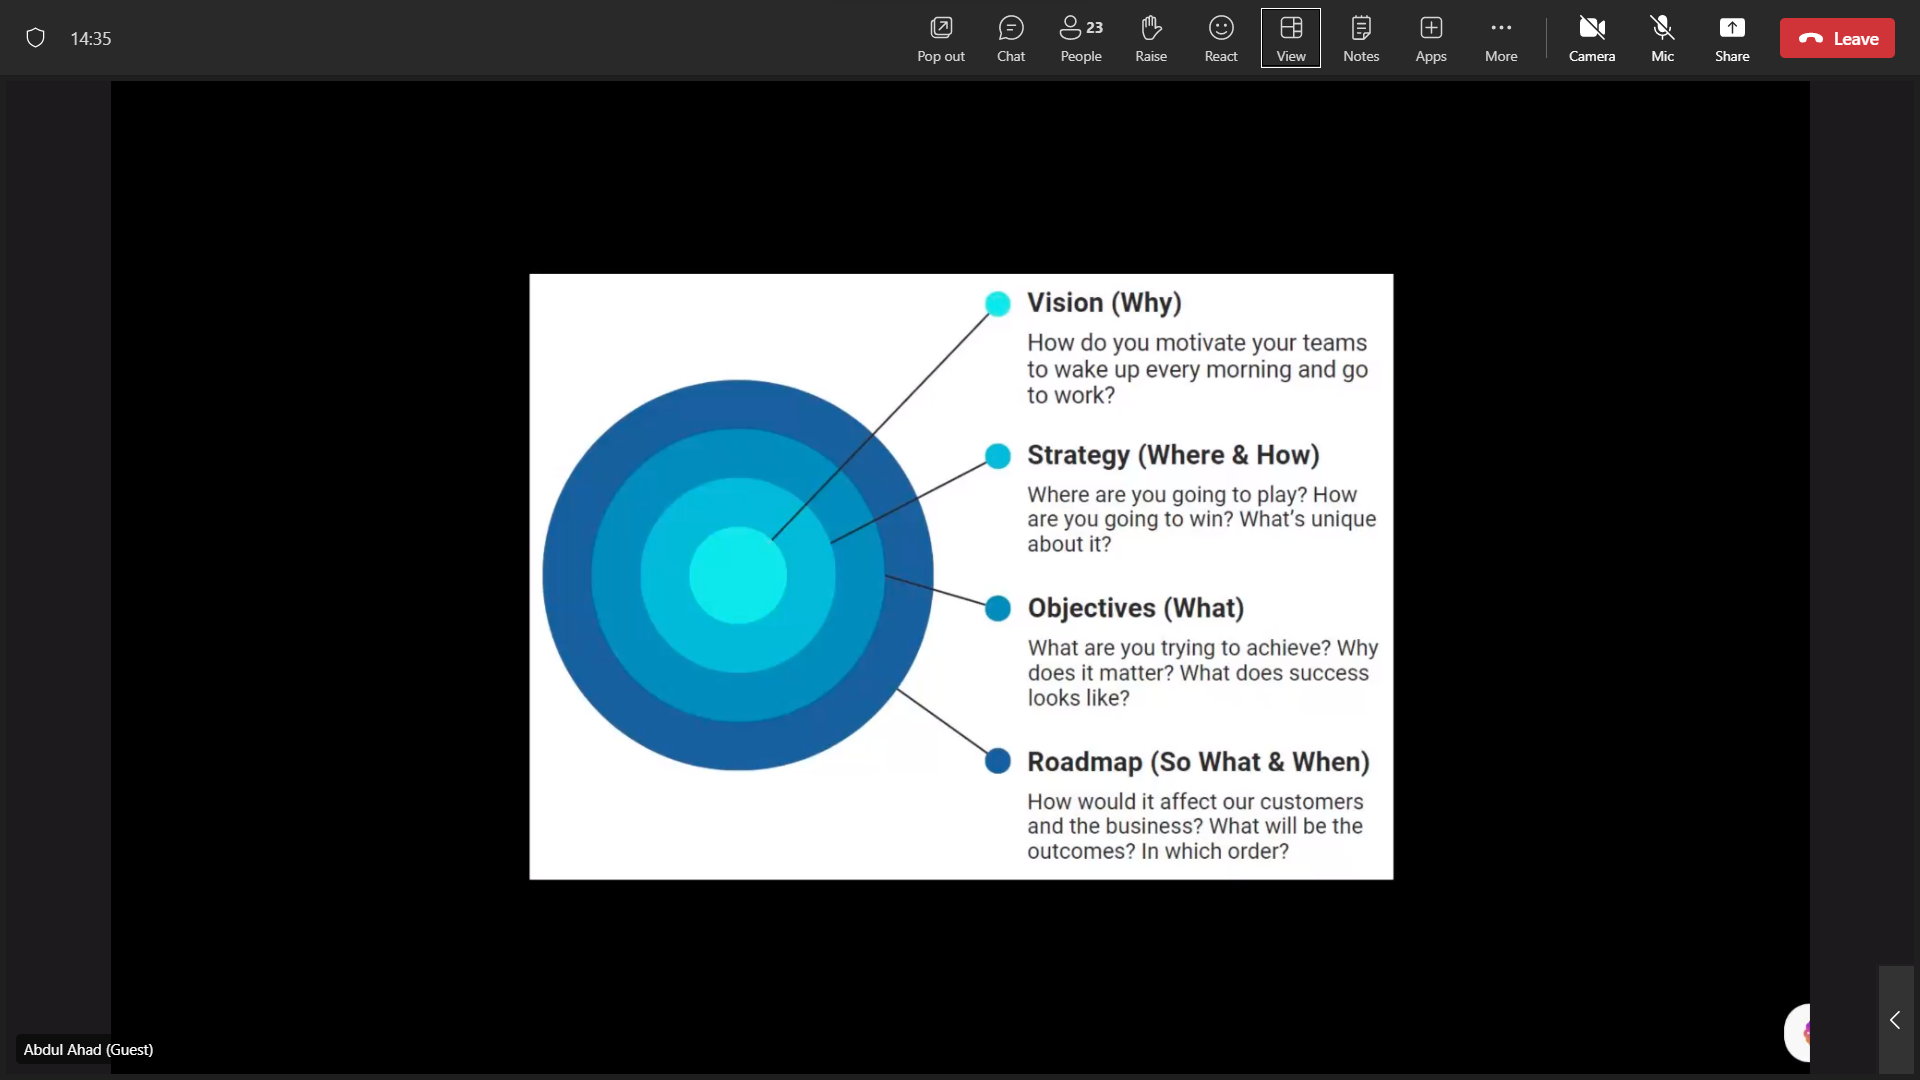 14:35
Pop out
Chat
23
People
Raise
React
View
Notes
Apps
More
Camera
Mic
Share
Leave
Vision (Why)
How do you motivate your teams
to wake up every morning and go
to work?
Strategy (Where & How)
Where are you going to play? How
are you going to win? What's unique
about it?
Objectives (What)
What are you trying to achieve? Why
does it matter? What does success
looks like?
Roadmap (So What & When)
How would it affect our customers
and the business? What will be the
outcomes? In which order?
Abdul Ahad (Guest)